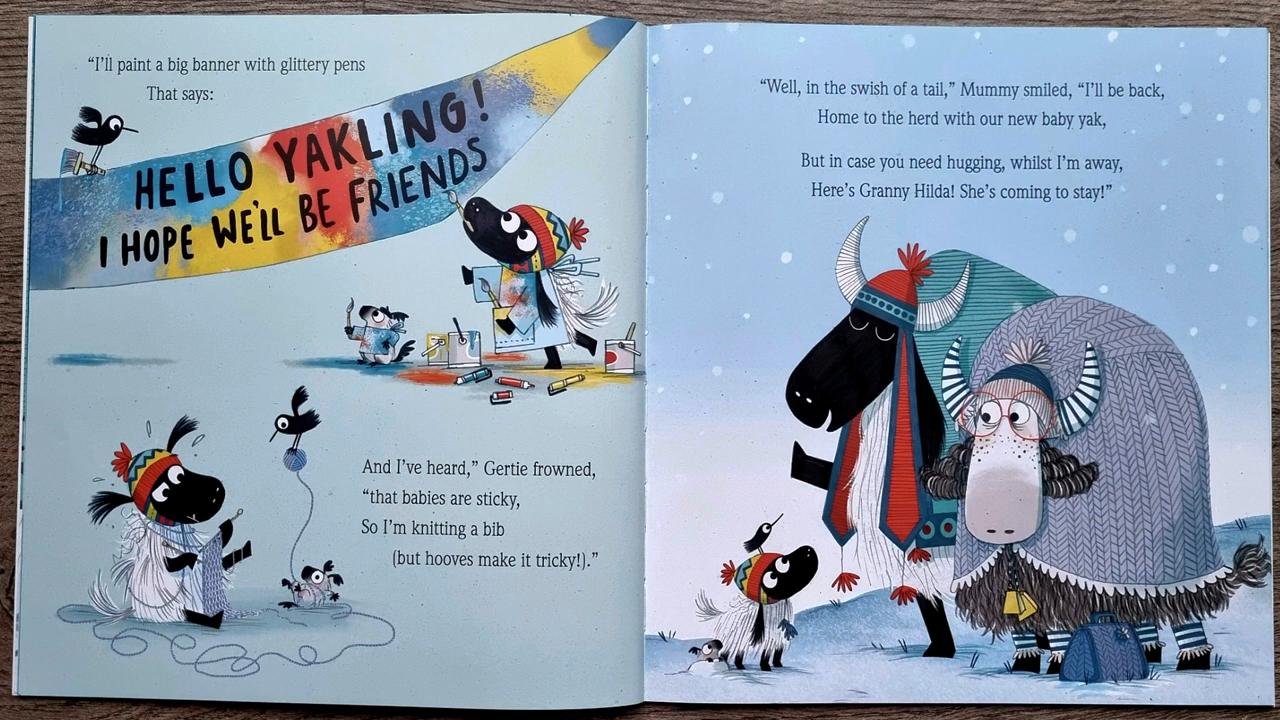 “I’ll paint a big banner with glittery pens
That says:
HELLO YAKLING!
I HOPE WE’LL BE FRIENDS
And I’ve heard,” Gertie frowned,
“that babies are sticky,
So I’m knitting a bib
(but hooves make it tricky!).”
“Well, in the swish of a tail,” Mummy smiled, “I’ll be back,
Home to the herd with our new baby yak,
But in case you need hugging, whilst I’m away,
Here’s Granny Hilda! She’s coming to stay!”